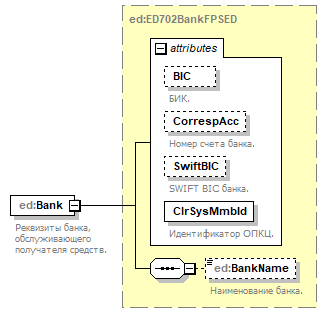 ed:ED702BankFPSED
attributes
BIC
БИК.
CorrespAcc
Номер счета банка.
SwiftBIC
SWIFT BIC банка.
ClrSysMmbId
Идентификатор ОПКЦ.
ed:Bank
Реквизиты банка,
обслуживающего
получателя средств.
ed:BankName
Наименование банка.